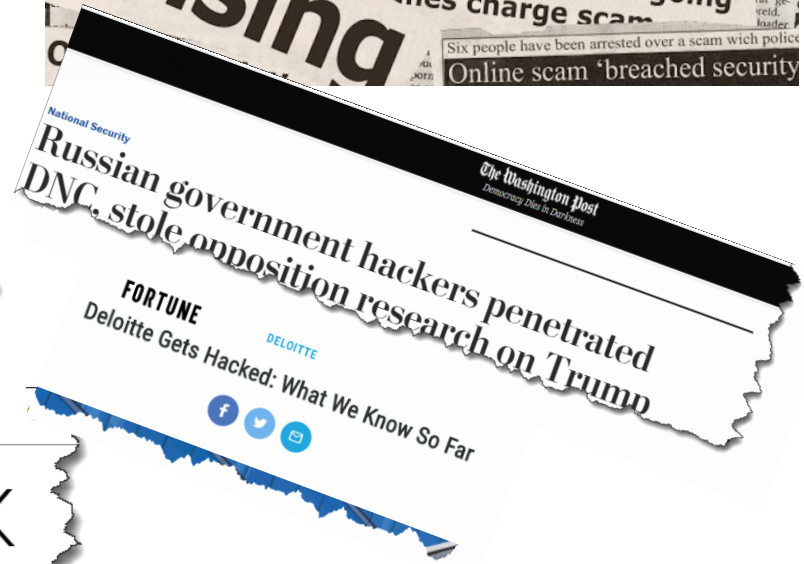 ising
charge scam
going
Six people have been arrested over a scam wich police
Online scam ‘breached security
National Security
The Washington Post
Democracy Dies in Darkness
Russian government hackers penetrated
DNC, stole opposition research on Trump
FORTUNE
DELOITTE
Deloitte Gets Hacked: What We Know So Far